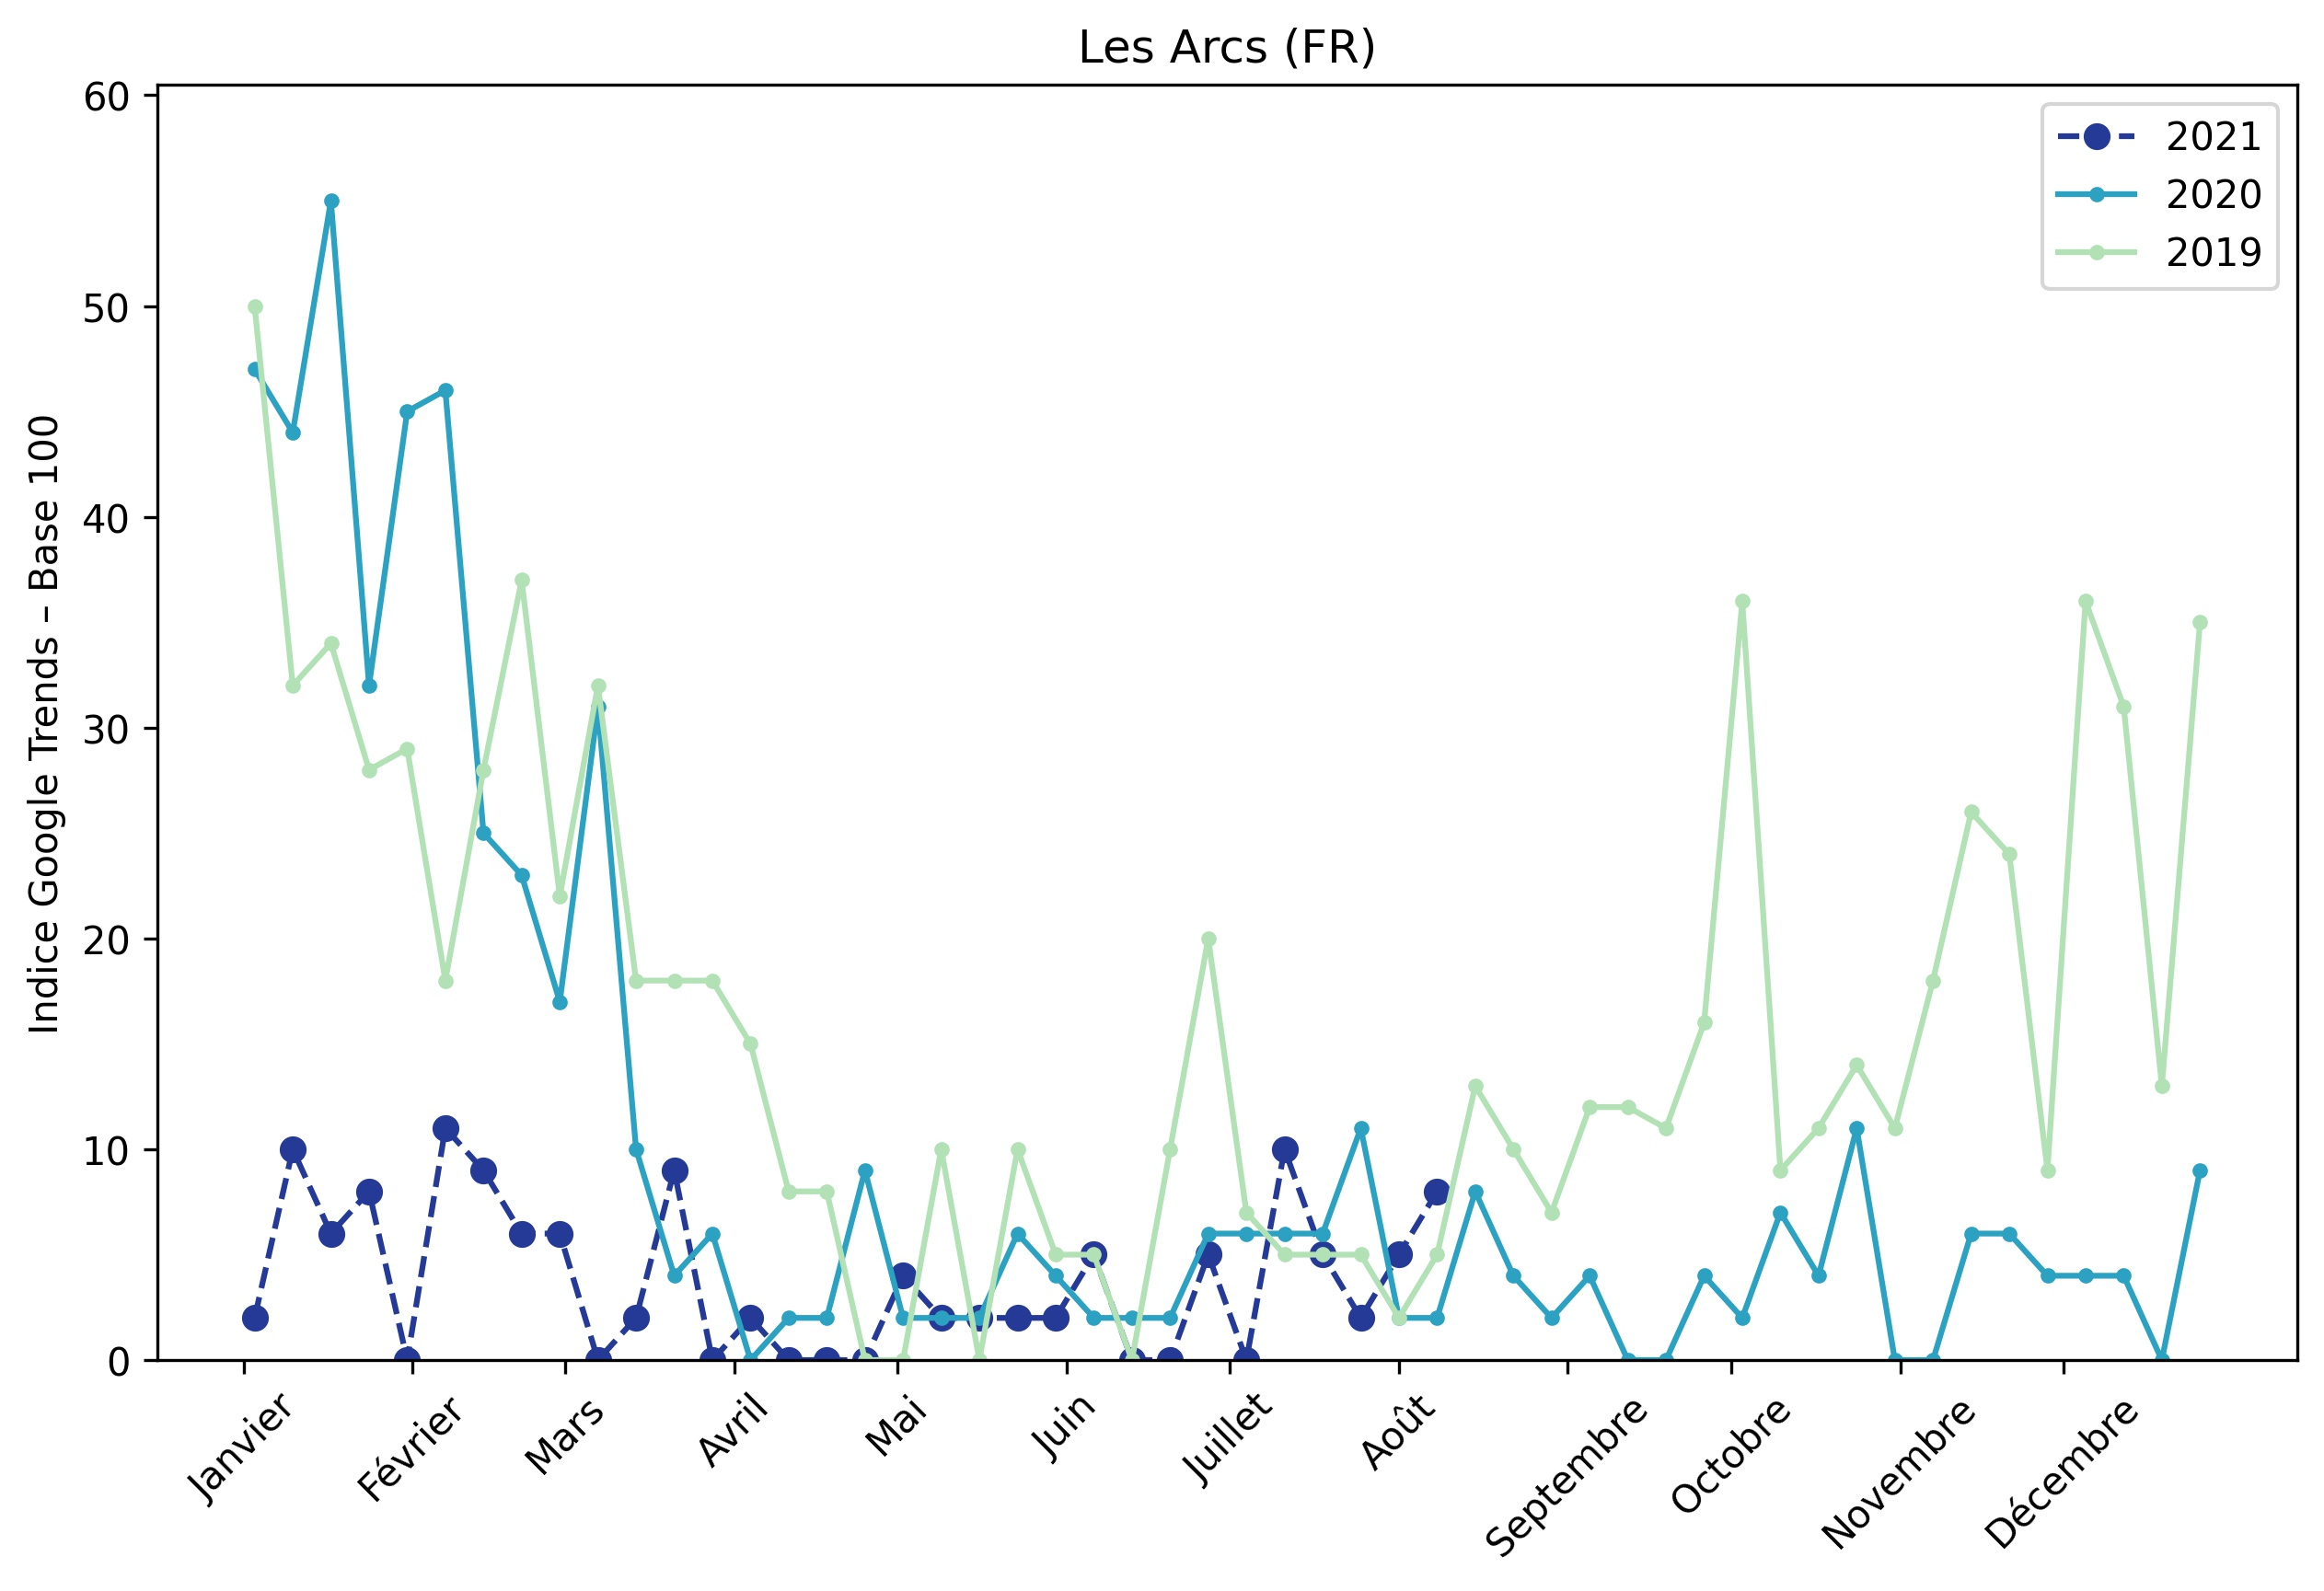 Les Arcs (FR)
Indice Google Trends – Base 100
60
50
40
30
20
10
0
2021
2020
2019
Janvier
Février
Mars
Avril
Mai
Juin
Juillet
Août
Septembre
Octobre
Novembre
Décembre